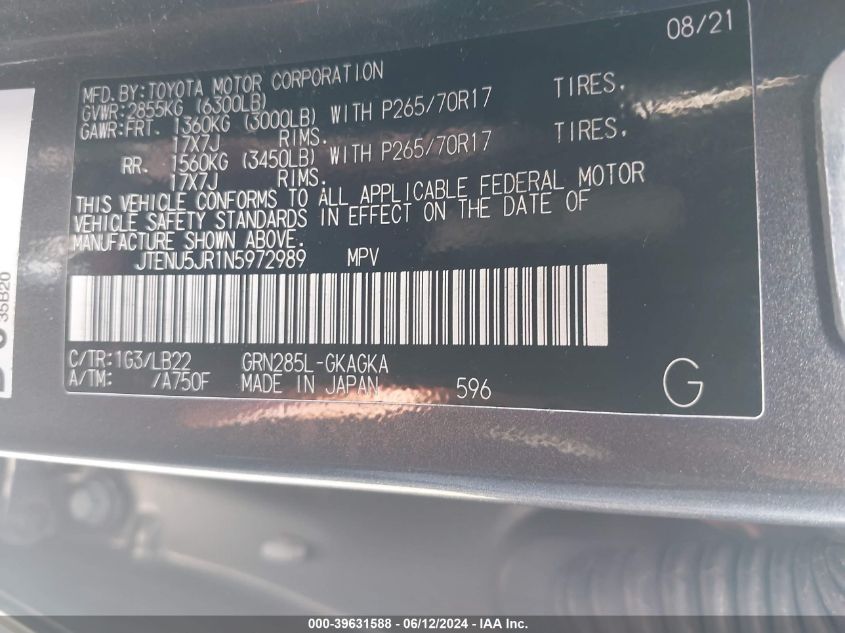 08/21
MFD.BY:TOYOTA MOTOR CORPORATION
GVWR:2855KG (6300LB)
GAWR:FRT. 1360KG (3000LB) WITH P265/70R17 TIRES,
17X7J RIMS.
RR. 1560KG (3450LB) WITH P265/70R17 TIRES,
17X7J RIMS.
THIS VEHICLE CONFORMS TO ALL APPLICABLE FEDERAL MOTOR
VEHICLE SAFETY STANDARDS IN EFFECT ON THE DATE OF
MANUFACTURE SHOWN ABOVE.
JTENU5JR1N5972989 MPV
C/TR:1G3/LB22 GRN285L-GKAGKA
A/TM: /A750F MADE IN JAPAN 596
G
35B20
000-39631588 - 06/12/2024 - IAA Inc.